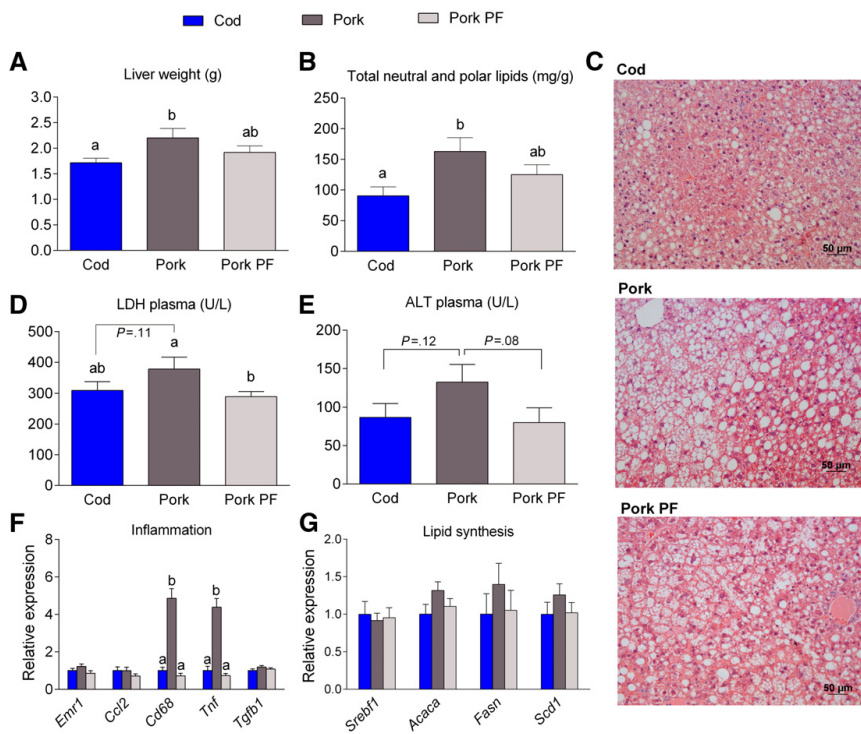 Cod Pork Pork PF
A
Liver weight (g)
3.0
2.5
2.0
1.5
1.0
0.5
0.0
a
b
ab
Cod Pork Pork PF
B
Total neutral and polar lipids (mg/g)
250
200
150
100
50
0
a
b
ab
Cod Pork Pork PF
C
Cod
50 µm
Pork
50 µm
Pork PF
50 µm
D
LDH plasma (U/L)
500
400
300
200
100
0
P=.11
ab
a
b
Cod Pork Pork PF
E
ALT plasma (U/L)
200
150
100
50
0
P=.12
P=.08
Cod Pork Pork PF
F
Inflammation
Relative expression
8
6
4
2
0
a b a a b a
Emr1 Ccl2 Cd68 Tnf Tgfb1
G
Lipid synthesis
Relative expression
2.0
1.5
1.0
0.5
0.0
Srebf1 Acaca Fasn Scd1